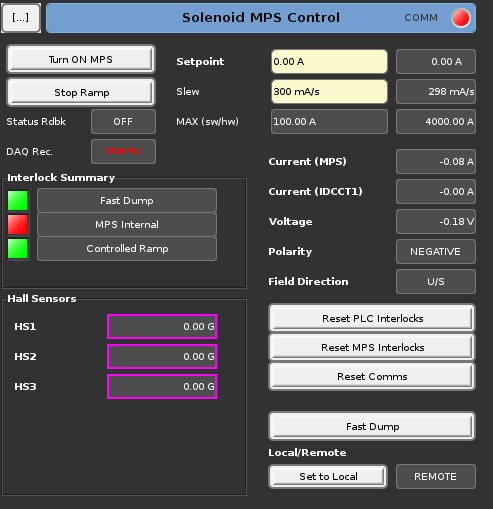 [...] Solenoid MPS Control COMM
Turn ON MPS
Stop Ramp
Status Rdbk OFF
DAQ Rec.
Setpoint 0.00 A 0.00 A
Slew 300 mA/s 298 mA/s
MAX (sw/hw) 100.00 A 4000.00 A
Interlock Summary
Fast Dump
MPS Internal
Controlled Ramp
Current (MPS) -0.08 A
Current (IDCCT1) -0.00 A
Voltage -0.18 V
Polarity NEGATIVE
Field Direction U/S
Hall Sensors
HS1 0.00 G
HS2 0.00 G
HS3 0.00 G
Reset PLC Interlocks
Reset MPS Interlocks
Reset Comms
Fast Dump
Local/Remote
Set to Local REMOTE